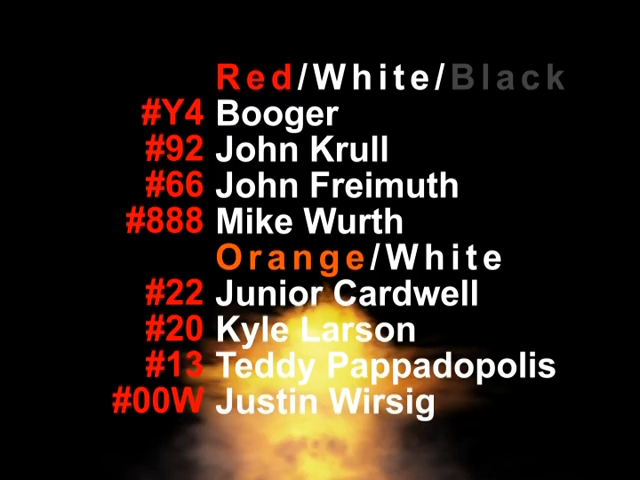 Red/White/Black
#Y4 Booger
#92 John Krull
#66 John Freimuth
#888 Mike Wurth
Orange/White
#22 Junior Cardwell
#20 Kyle Larson
#13 Teddy Pappadopolis
#00W Justin Wirsig